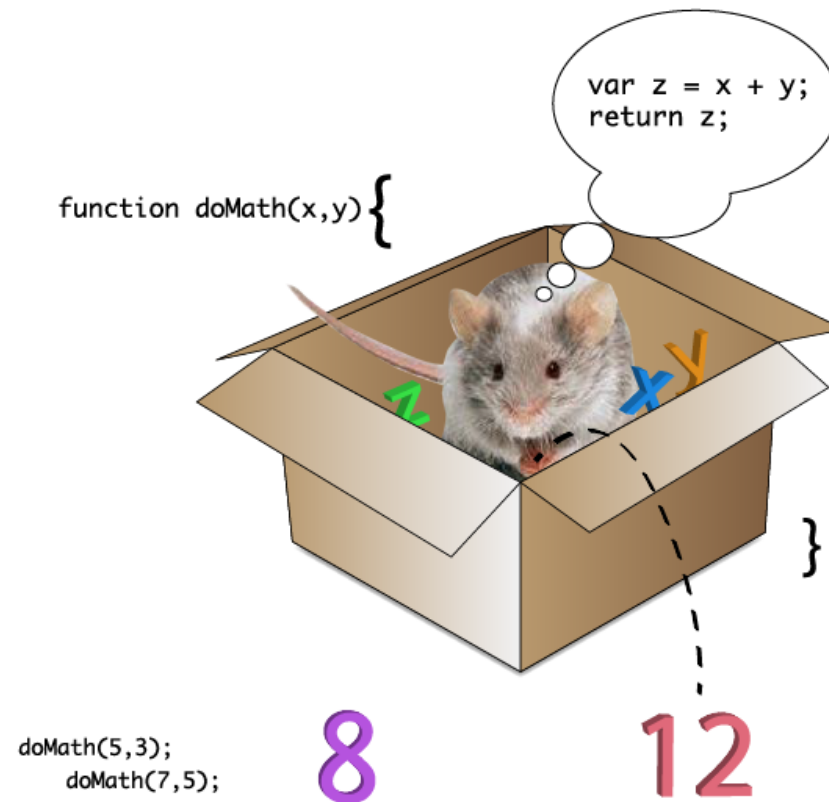 var z = x + y;
return z;
function doMath(x,y){
z
x y
}
doMath(5,3);
doMath(7,5);
8 12